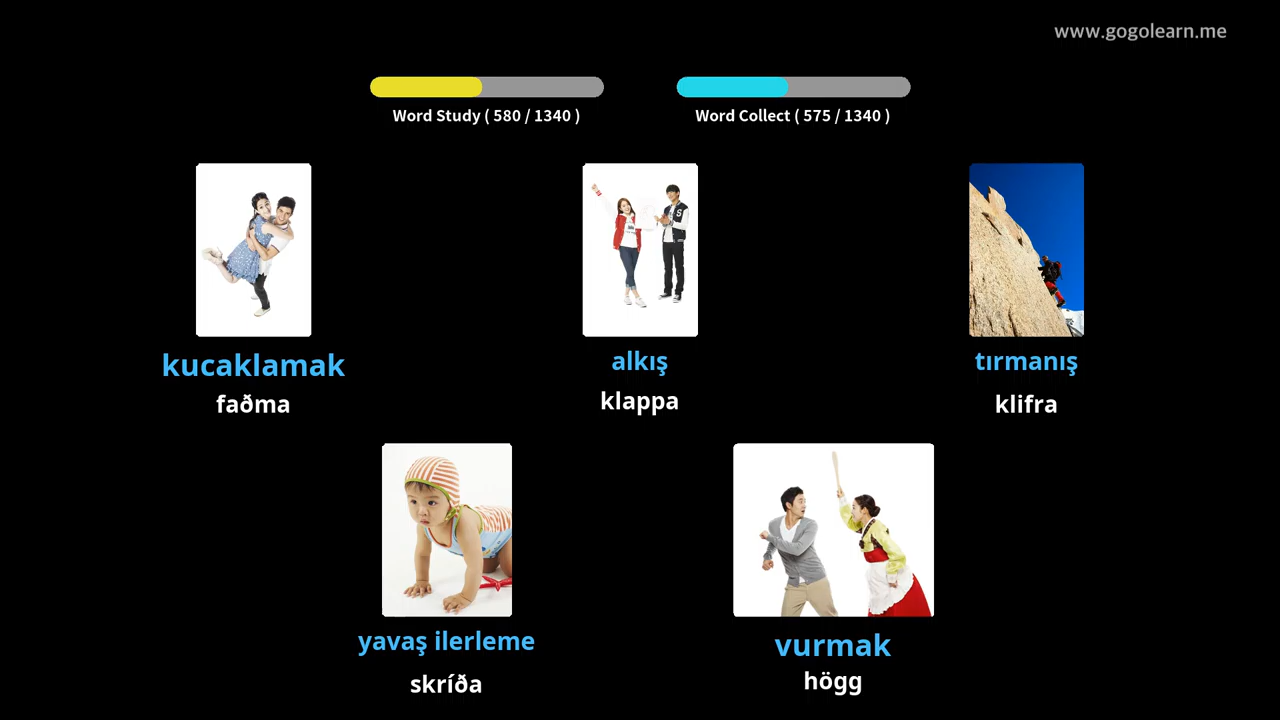 www.gogolearn.me
Word Study ( 580 / 1340 )
Word Collect ( 575 / 1340 )
kucaklamak
faðma
alkış
klappa
tırmanış
klifra
yavaş ilerleme
skríða
vurmak
högg